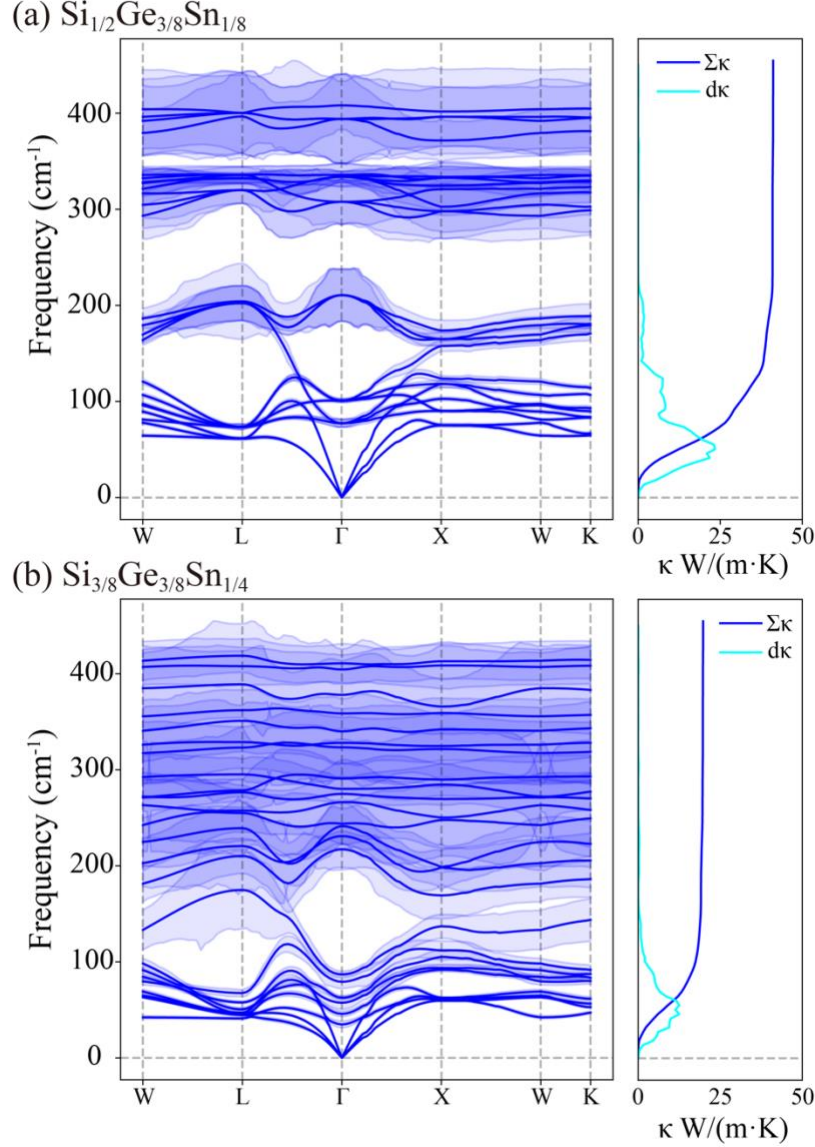 (a) Si1/2Ge3/8Sn1/8
Frequency (cm-1)
400
300
200
100
0
W L Γ X W K
Σκ
dκ
0 25 50
κ W/(m·K)
(b) Si3/8Ge3/8Sn1/4
Frequency (cm-1)
400
300
200
100
0
W L Γ X W K
Σκ
dκ
0 25 50
κ W/(m·K)